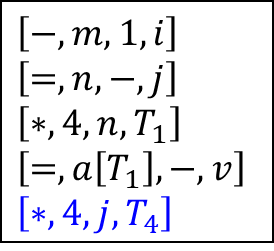 [−, m, 1, i]
[=, n, −, j]
[∗, 4, n, T₁]
[=, a[T₁], −, v]
[∗, 4, j, T₄]